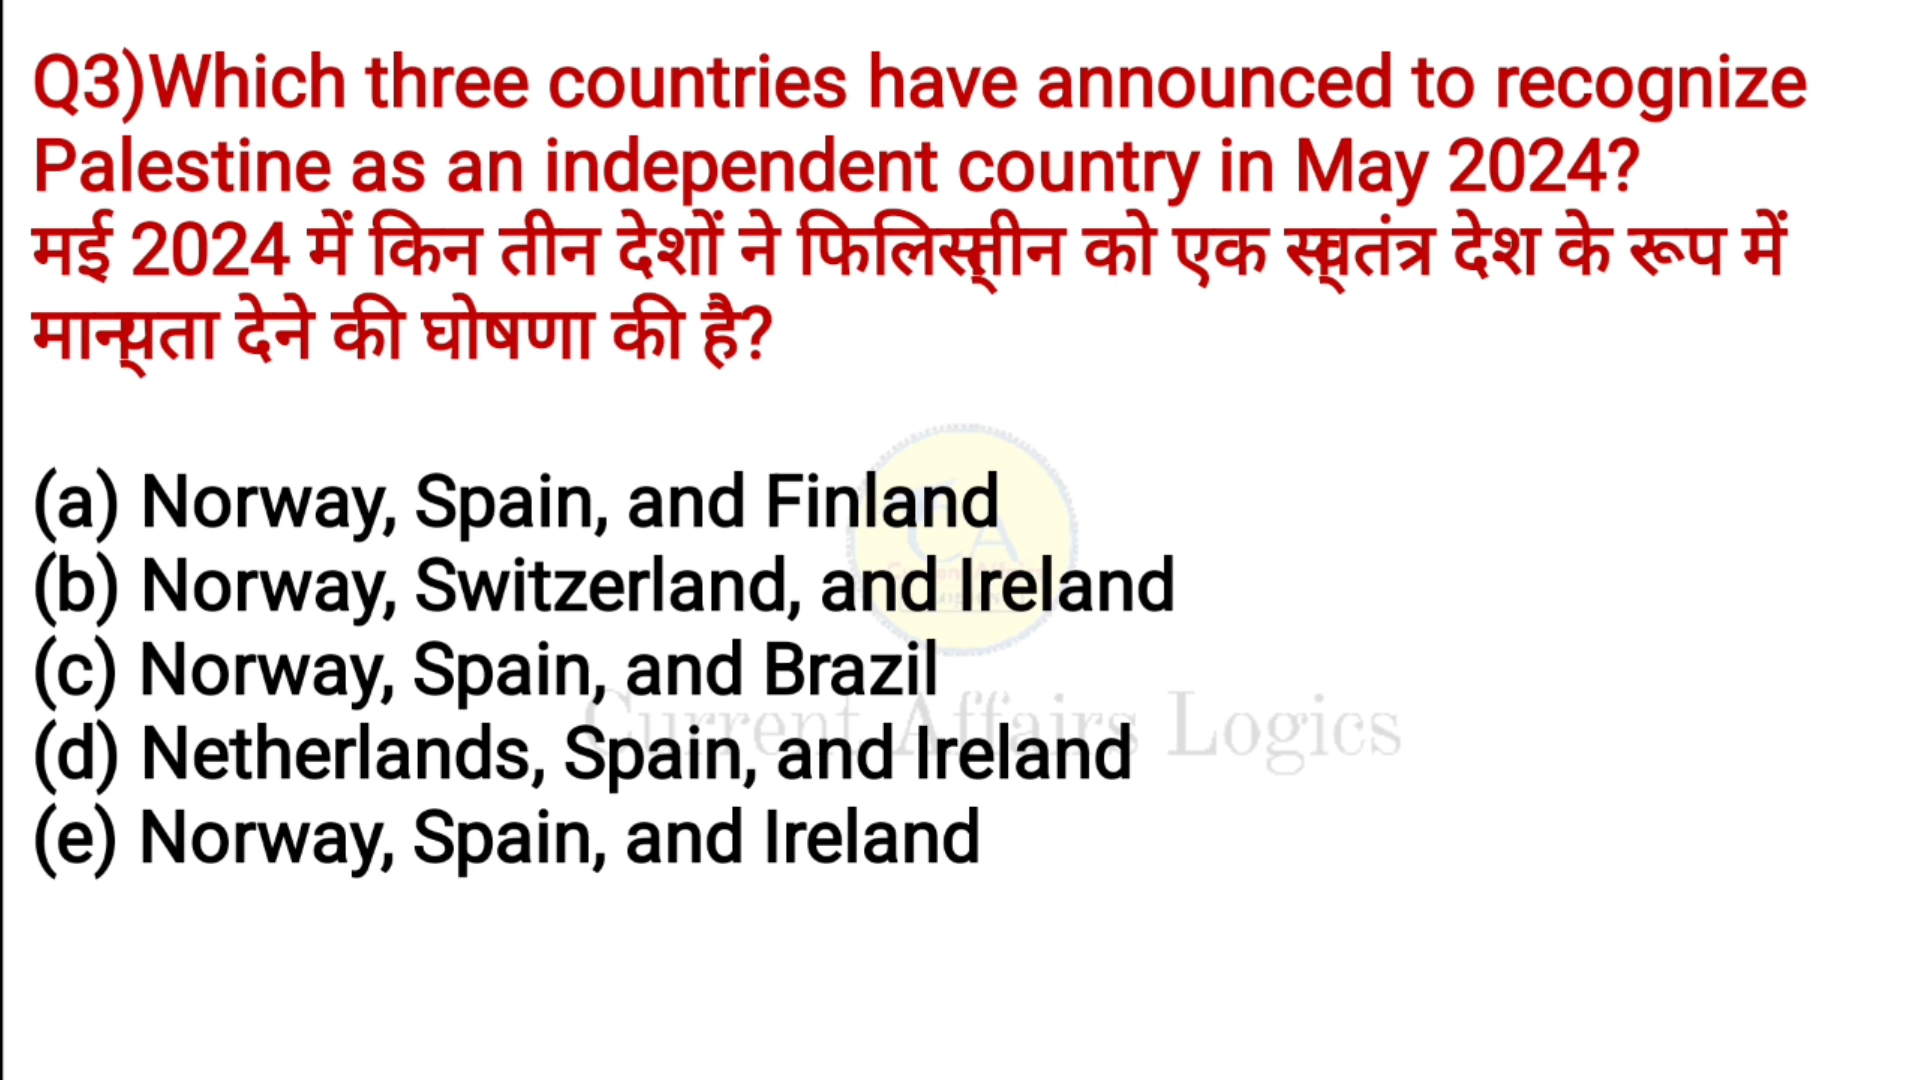 Q3)Which three countries have announced to recognize
Palestine as an independent country in May 2024?
मई 2024 में किन तीन देशों ने फिलिस्तीन को एक स्वतंत्र देश के रूप में
मान्यता देने की घोषणा की है?
(a) Norway, Spain, and Finland
(b) Norway, Switzerland, and Ireland
(c) Norway, Spain, and Brazil
(d) Netherlands, Spain, and Ireland
(e) Norway, Spain, and Ireland
CA
Current Affairs Logics